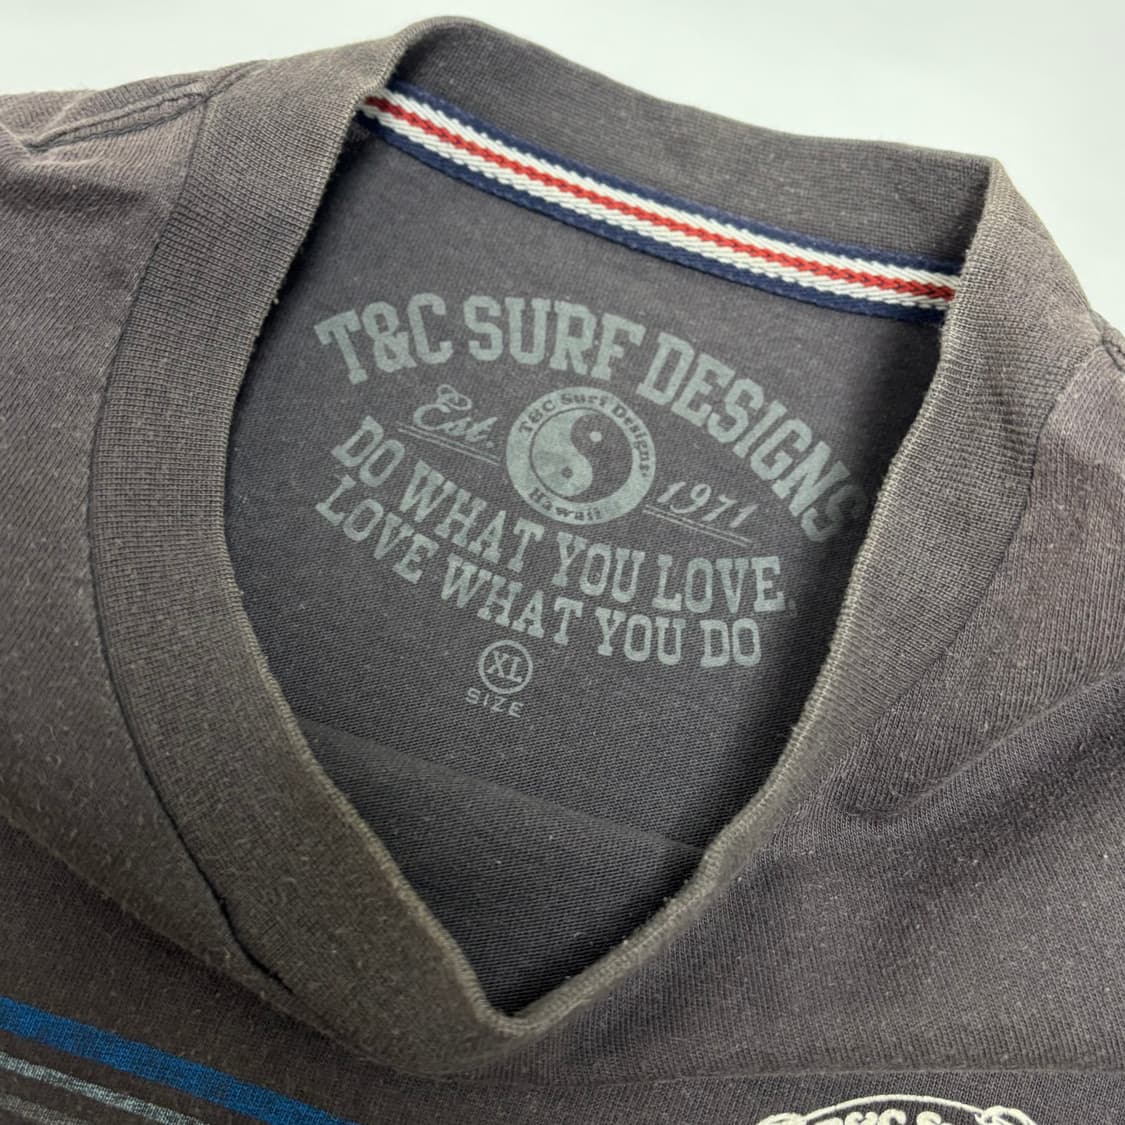 T&C SURF DESIGNS
Est. 1971
T&C Surf Designs
Hawaii
DO WHAT YOU LOVE,
LOVE WHAT YOU DO
XL
SIZE